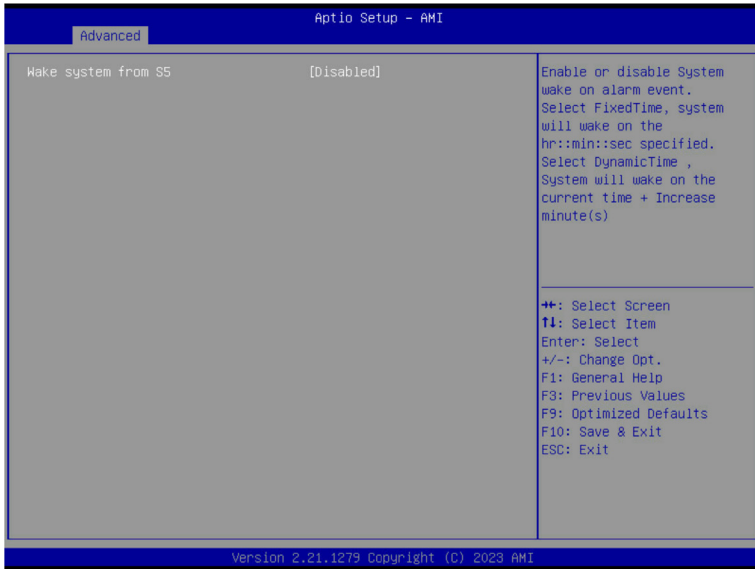 Aptio Setup – AMI
Advanced
Wake system from S5 [Disabled]
Enable or disable System
wake on alarm event.
Select FixedTime, system
will wake on the
hr::min::sec specified.
Select DynamicTime ,
System will wake on the
current time + Increase
minute(s)
→←: Select Screen
↑↓: Select Item
Enter: Select
+/-: Change Opt.
F1: General Help
F3: Previous Values
F9: Optimized Defaults
F10: Save & Exit
ESC: Exit
Version 2.21.1279 Copyright (C) 2023 AMI